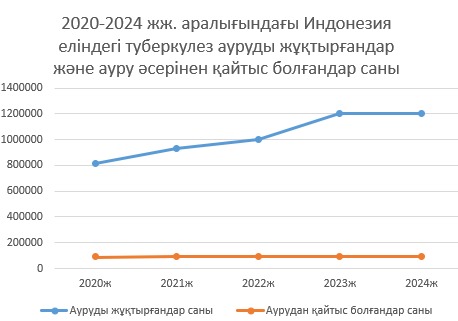 2020-2024 жж. аралығындағы Индонезия
еліндегі туберкулез ауруды жұқтырғандар
және ауру әсерінен қайтыс болғандар саны
1400000
1200000
1000000
800000
600000
400000
200000
0
2020ж 2021ж 2022ж 2023ж 2024ж
Ауруды жұқтырғандар саны Аурудан қайтыс болғандар саны